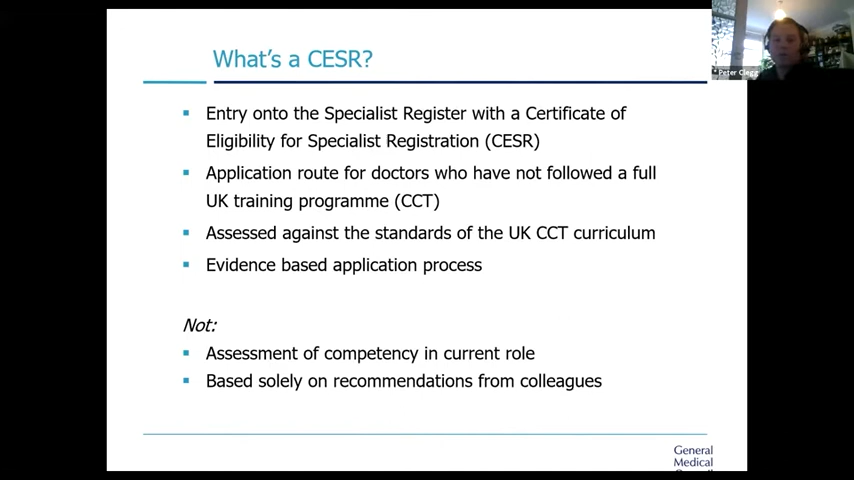 What's a CESR?
Peter Clegg
▪ Entry onto the Specialist Register with a Certificate of
Eligibility for Specialist Registration (CESR)
▪ Application route for doctors who have not followed a full
UK training programme (CCT)
▪ Assessed against the standards of the UK CCT curriculum
▪ Evidence based application process
Not:
▪ Assessment of competency in current role
▪ Based solely on recommendations from colleagues
General
Medical
Council